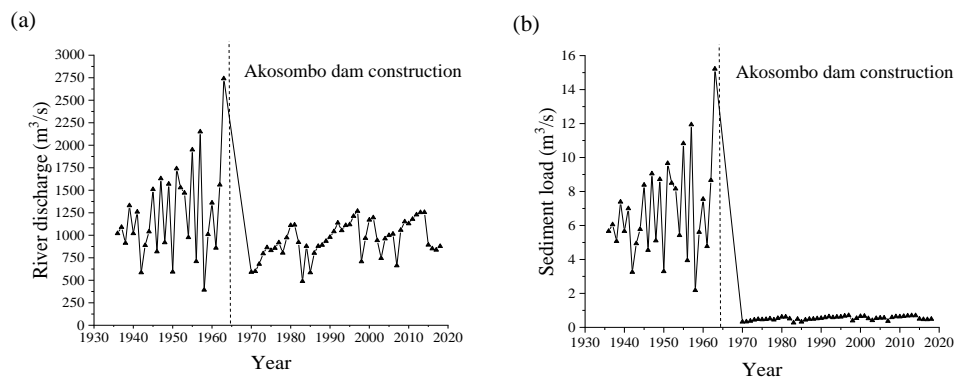 (a)
River discharge (m³/s)
3000
2750
2500
2250
2000
1750
1500
1250
1000
750
500
250
0
Akosombo dam construction
1930 1940 1950 1960 1970 1980 1990 2000 2010 2020
Year
(b)
Sediment load (m³/s)
16
14
12
10
8
6
4
2
0
Akosombo dam construction
1930 1940 1950 1960 1970 1980 1990 2000 2010 2020
Year